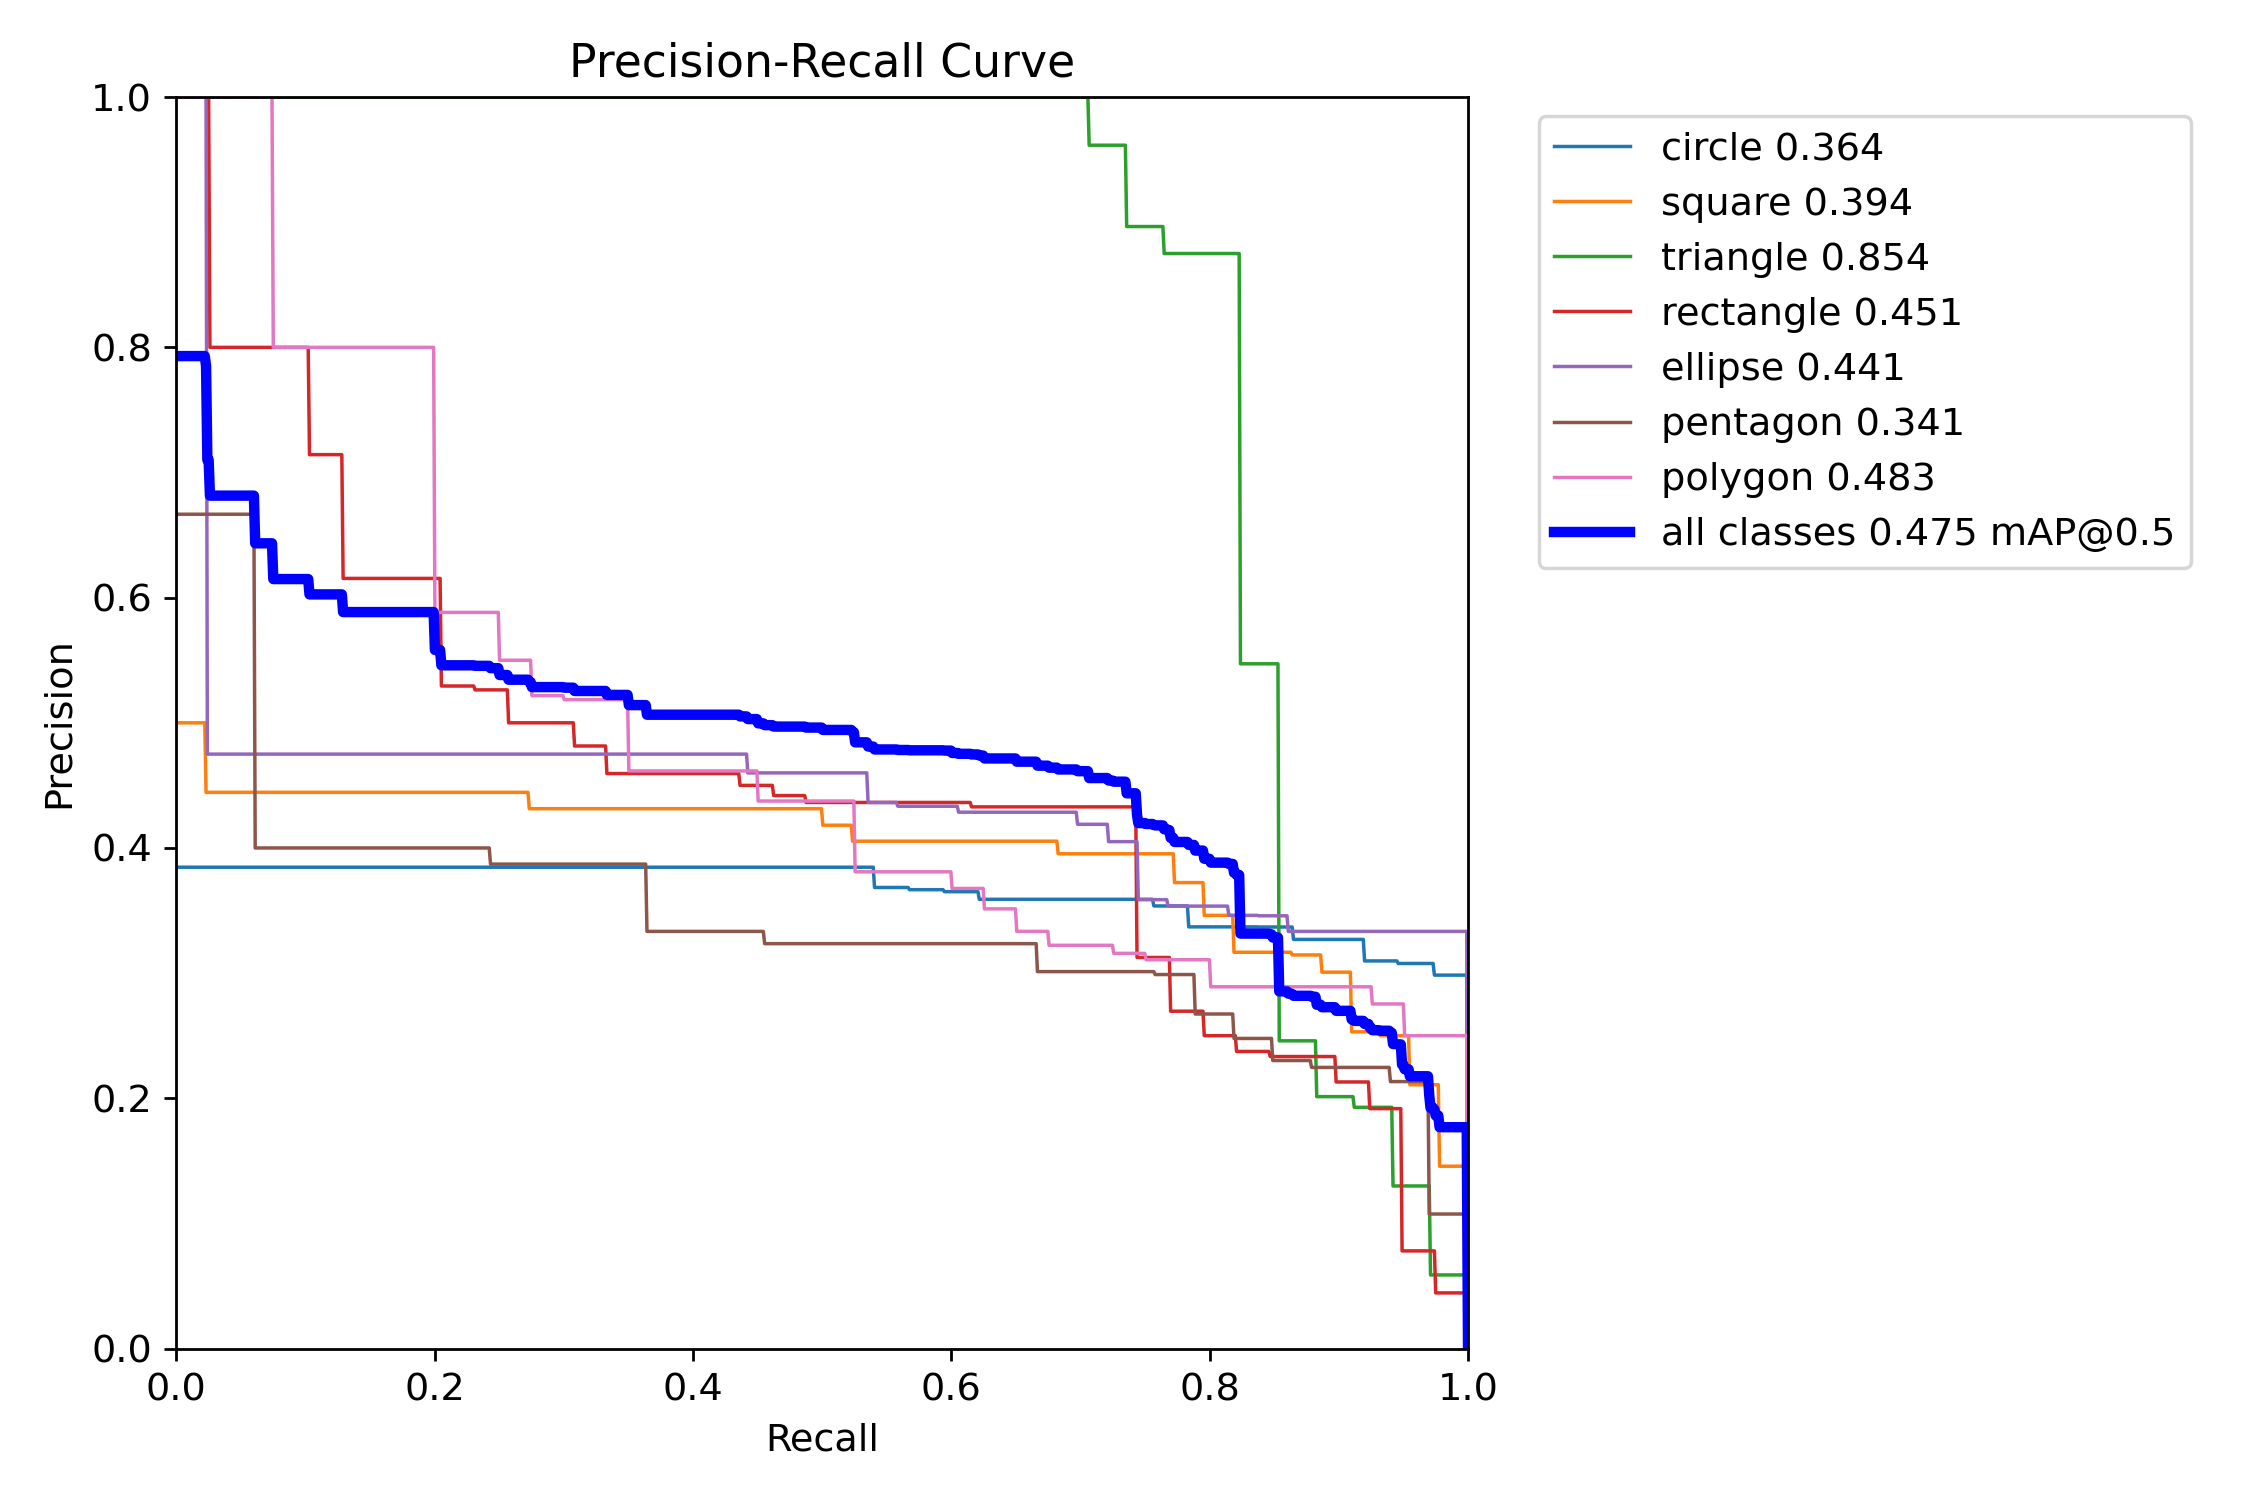 Precision-Recall Curve
1.0
0.8
0.6
0.4
0.2
0.0
Precision
0.0 0.2 0.4 0.6 0.8 1.0
Recall
circle 0.364
square 0.394
triangle 0.854
rectangle 0.451
ellipse 0.441
pentagon 0.341
polygon 0.483
all classes 0.475 mAP@0.5